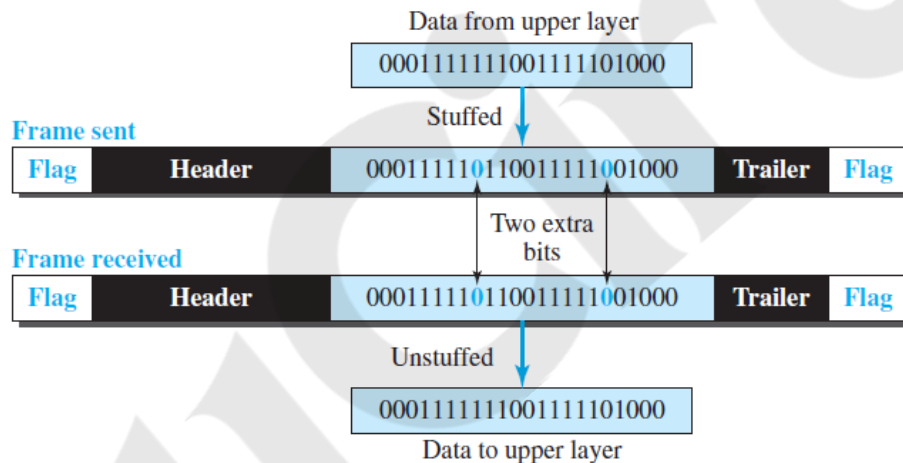 Data from upper layer
0001111111001111101000
Stuffed
Frame sent
Flag Header 000111110110011111001000 Trailer Flag
Two extra
bits
Frame received
Flag Header 000111110110011111001000 Trailer Flag
Unstuffed
0001111111001111101000
Data to upper layer